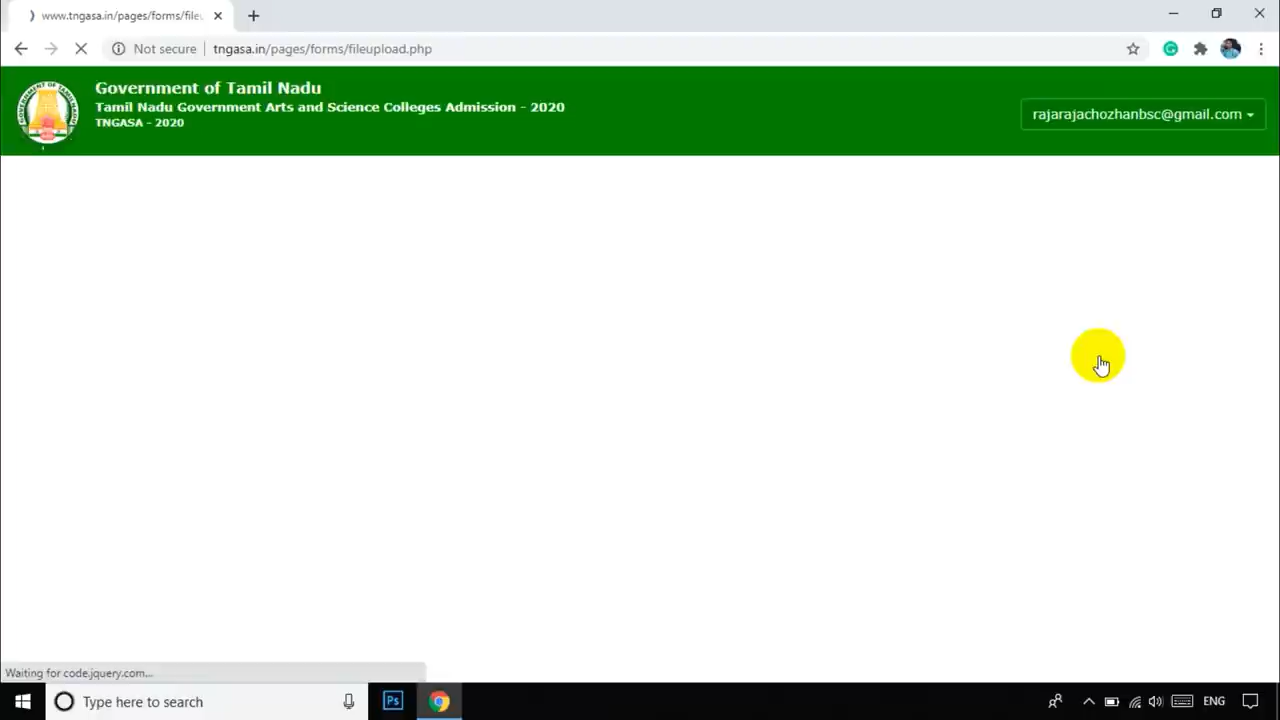 www.tngasa.in/pages/forms/fileu
Not secure
tngasa.in/pages/forms/fileupload.php
Government of Tamil Nadu
Tamil Nadu Government Arts and Science Colleges Admission - 2020
TNGASA - 2020
rajarajachozhanbsc@gmail.com
Waiting for code.jquery.com...
Type here to search
Ps
ENG